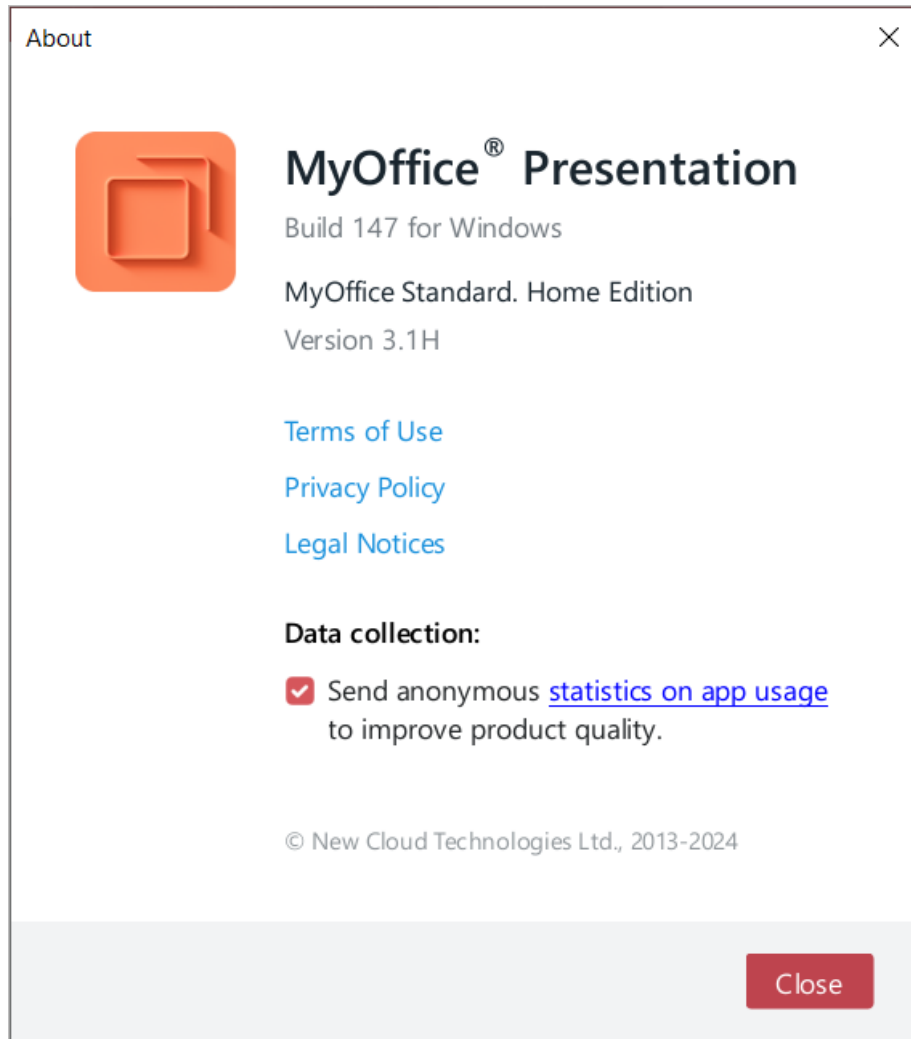 About
MyOffice® Presentation
Build 147 for Windows
MyOffice Standard. Home Edition
Version 3.1H
Terms of Use
Privacy Policy
Legal Notices
Data collection:
Send anonymous statistics on app usage
to improve product quality.
© New Cloud Technologies Ltd., 2013-2024
Close